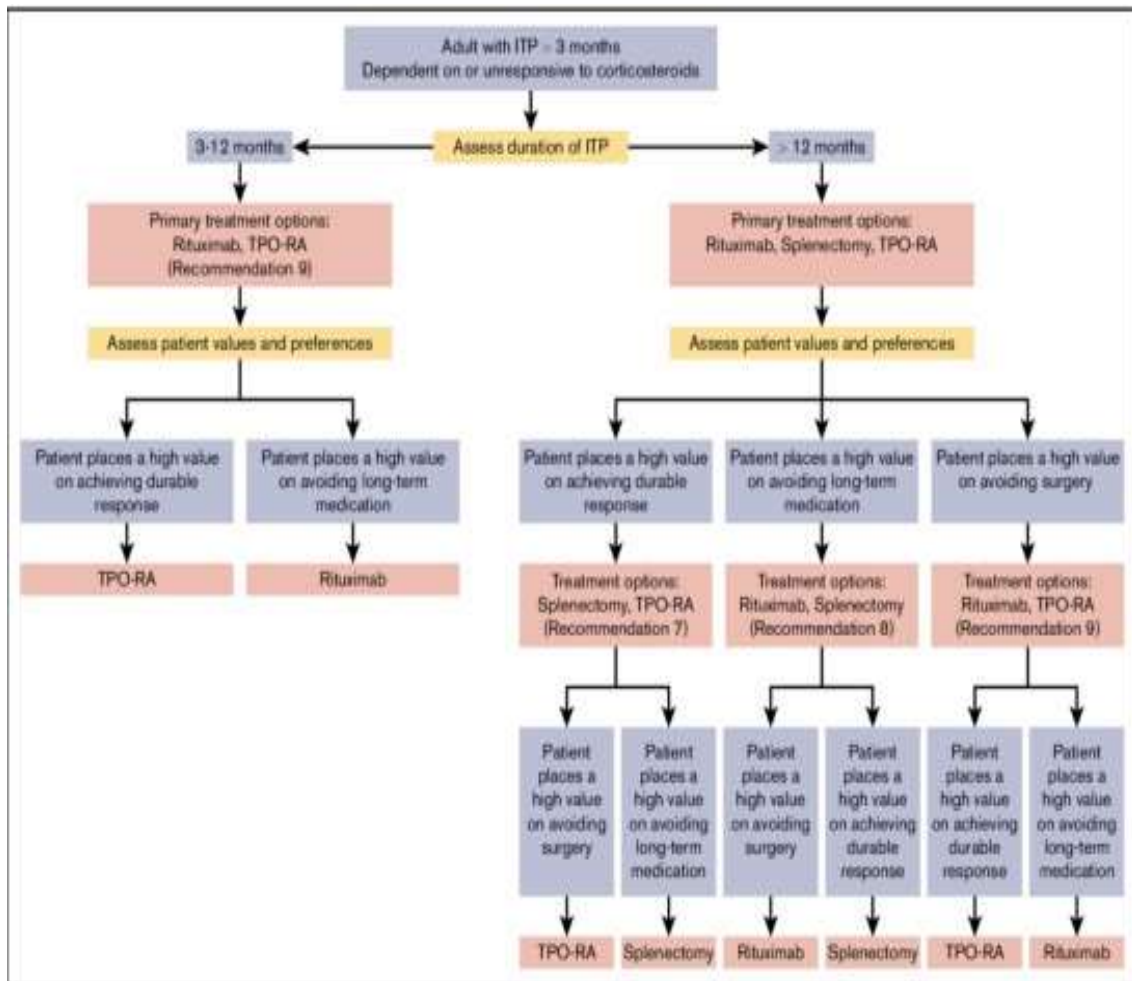 Adult with ITP ≥ 3 months
Dependent on or unresponsive to corticosteroids
3-12 months
Assess duration of ITP
> 12 months
Primary treatment options:
Rituximab, TPO-RA
(Recommendation 9)
Primary treatment options:
Rituximab, Splenectomy, TPO-RA
Assess patient values and preferences
Assess patient values and preferences
Patient places a high value
on achieving durable
response
Patient places a high value
on avoiding long-term
medication
Patient places a high value
on achieving durable
response
Patient places a high value
on avoiding long-term
medication
Patient places a high value
on avoiding surgery
TPO-RA
Rituximab
Treatment options:
Splenectomy, TPO-RA
(Recommendation 7)
Treatment options:
Rituximab, Splenectomy
(Recommendation 8)
Treatment options:
Rituximab, TPO-RA
(Recommendation 9)
Patient
places a
high value
on avoiding
surgery
Patient
places a
high value
on avoiding
long-term
medication
Patient
places a
high value
on avoiding
surgery
Patient
places a
high value
on achieving
durable
response
Patient
places a
high value
on achieving
durable
response
Patient
places a
high value
on avoiding
long-term
medication
TPO-RA
Splenectomy
Rituximab
Splenectomy
TPO-RA
Rituximab